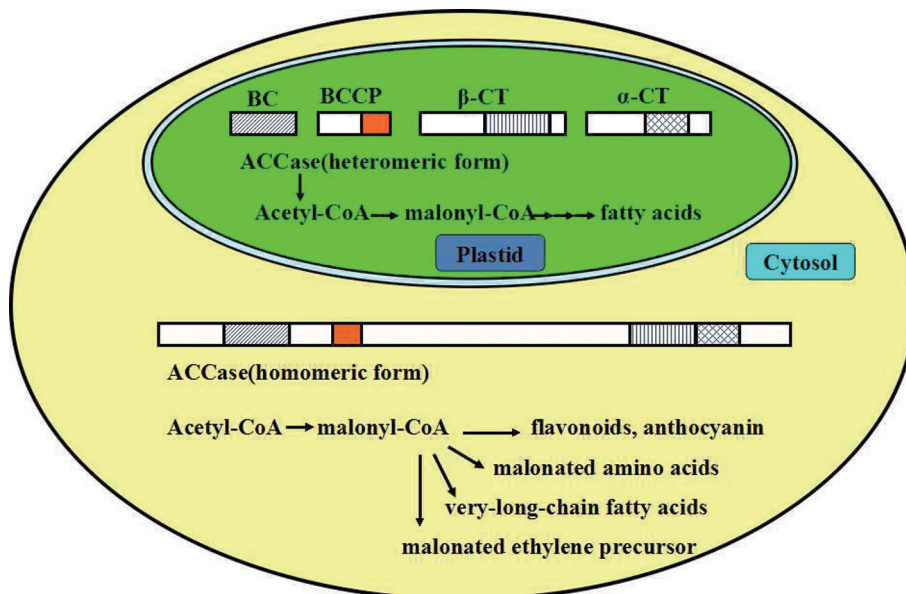 BC BCCP β-CT α-CT
ACCase(heteromeric form)
Acetyl-CoA malonyl-CoA fatty acids
Plastid
Cytosol
ACCase(homomeric form)
Acetyl-CoA malonyl-CoA flavonoids, anthocyanin
malonated amino acids
very-long-chain fatty acids
malonated ethylene precursor